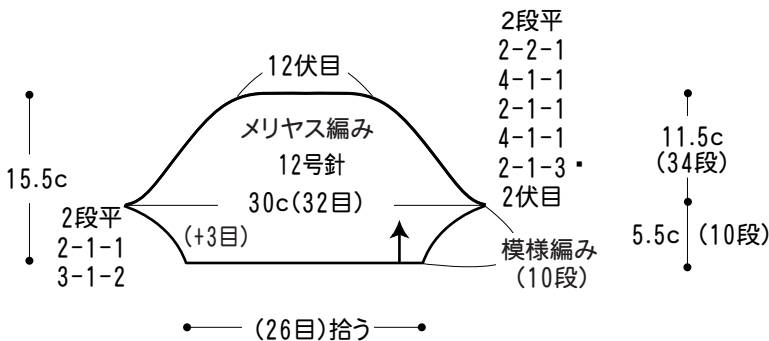 12伏目
メリヤス編み
12号針
30c(32目)
(+3目)
15.5c
2段平
2-1-1
3-1-2
2段平
2-2-1
4-1-1
2-1-1
4-1-1
2-1-3
2伏目
模様編み
(10段)
11.5c
(34段)
5.5c (10段)
(26目)拾う